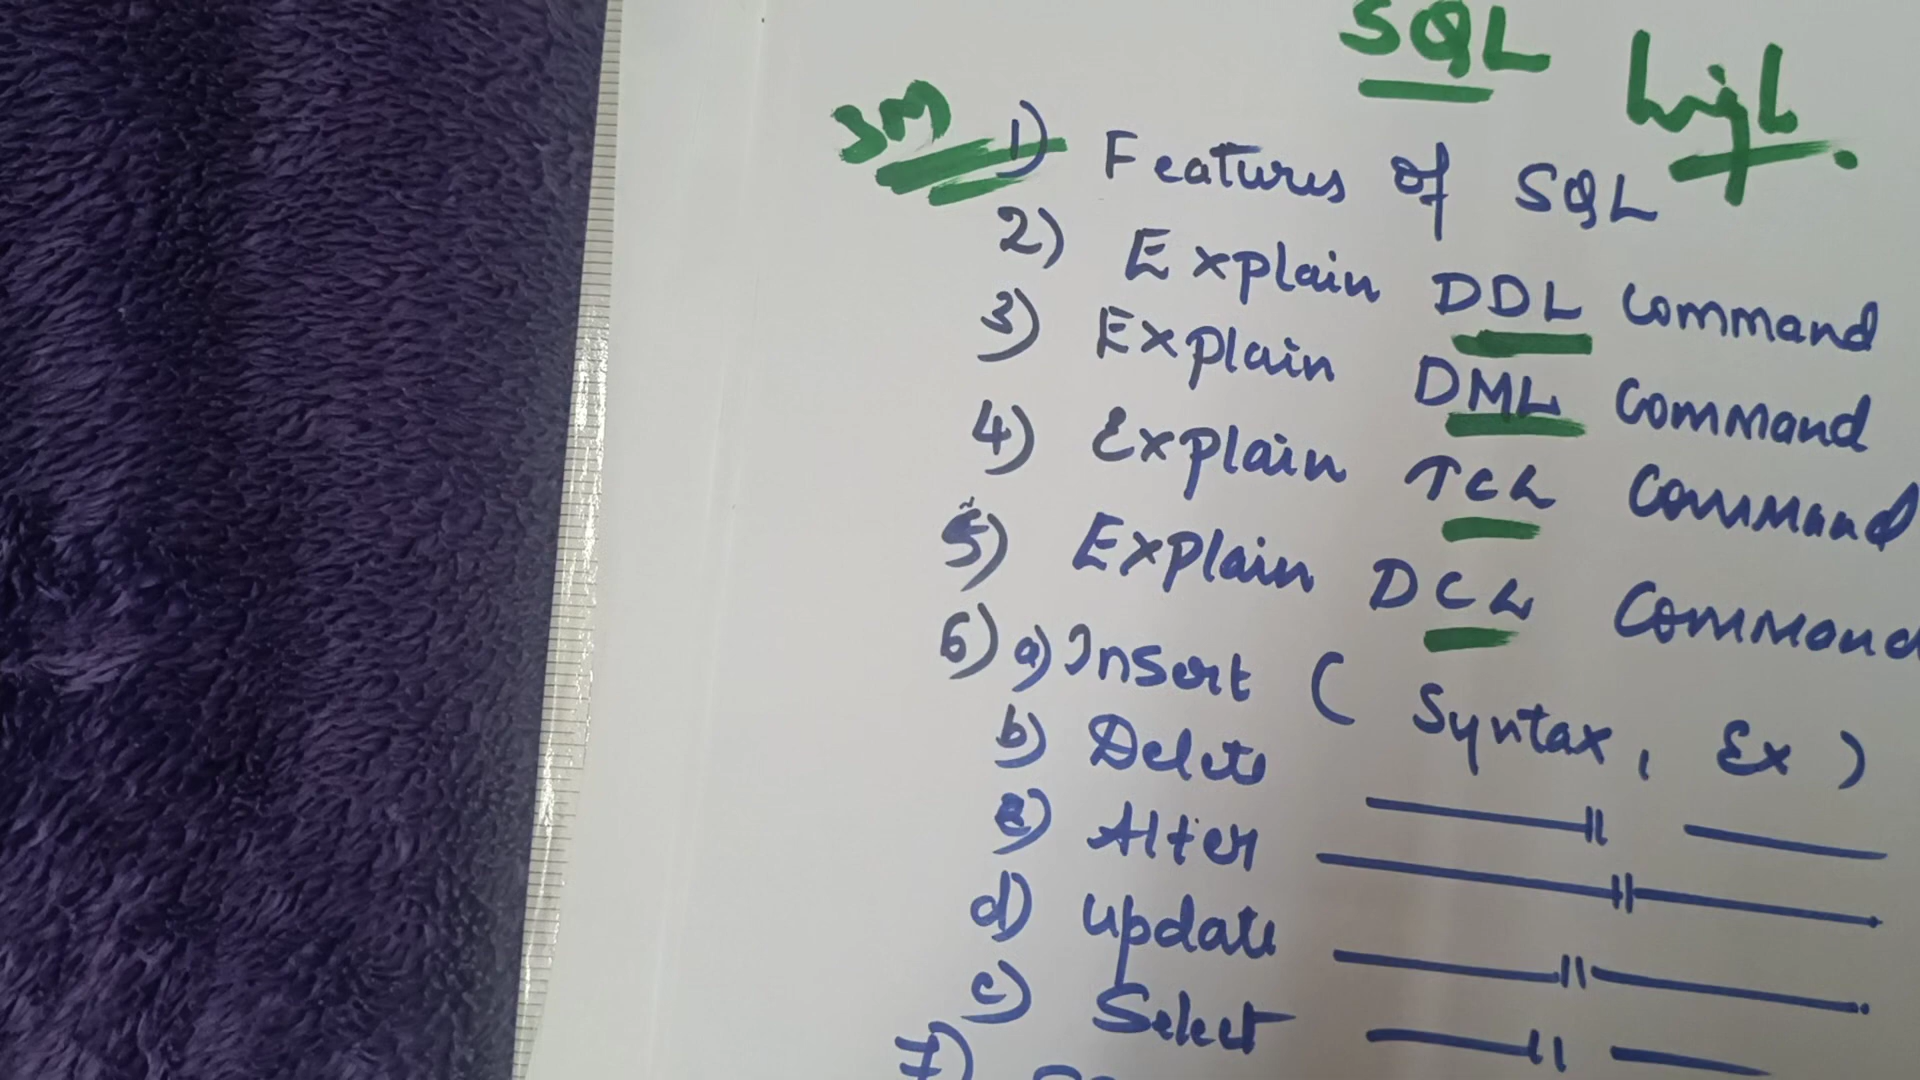 SQL high.
3M
1) Features of SQL
2) Explain DDL Command
3) Explain DML Command
4) Explain TCL Command
5) Explain DCL Command
6) a) Insert ( Syntax, Ex )
b) Delete —||—
c) Alter —||—
d) update —||—
e) Select —||—
7)